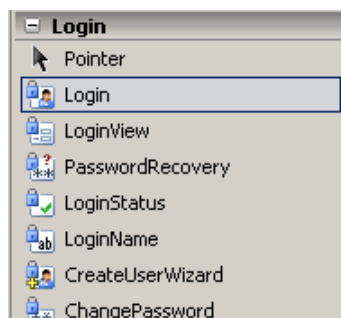 Login
Pointer
Login
LoginView
PasswordRecovery
LoginStatus
LoginName
CreateUserWizard
ChangePassword